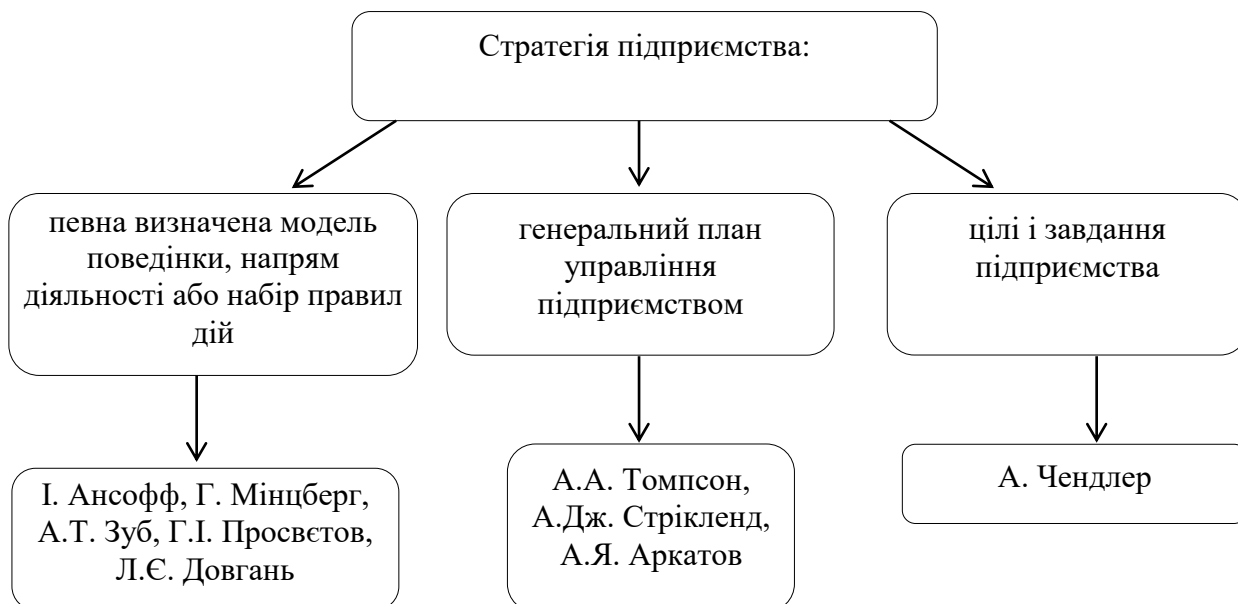 Стратегія підприємства:
певна визначена модель
поведінки, напрям
діяльності або набір правил
дій
генеральний план
управління
підприємством
цілі і завдання
підприємства
І. Ансофф, Г. Мінцберг,
А.Т. Зуб, Г.І. Просвєтов,
Л.Є. Довгань
А.А. Томпсон,
А.Дж. Стрікленд,
А.Я. Аркатов
А. Чендлер